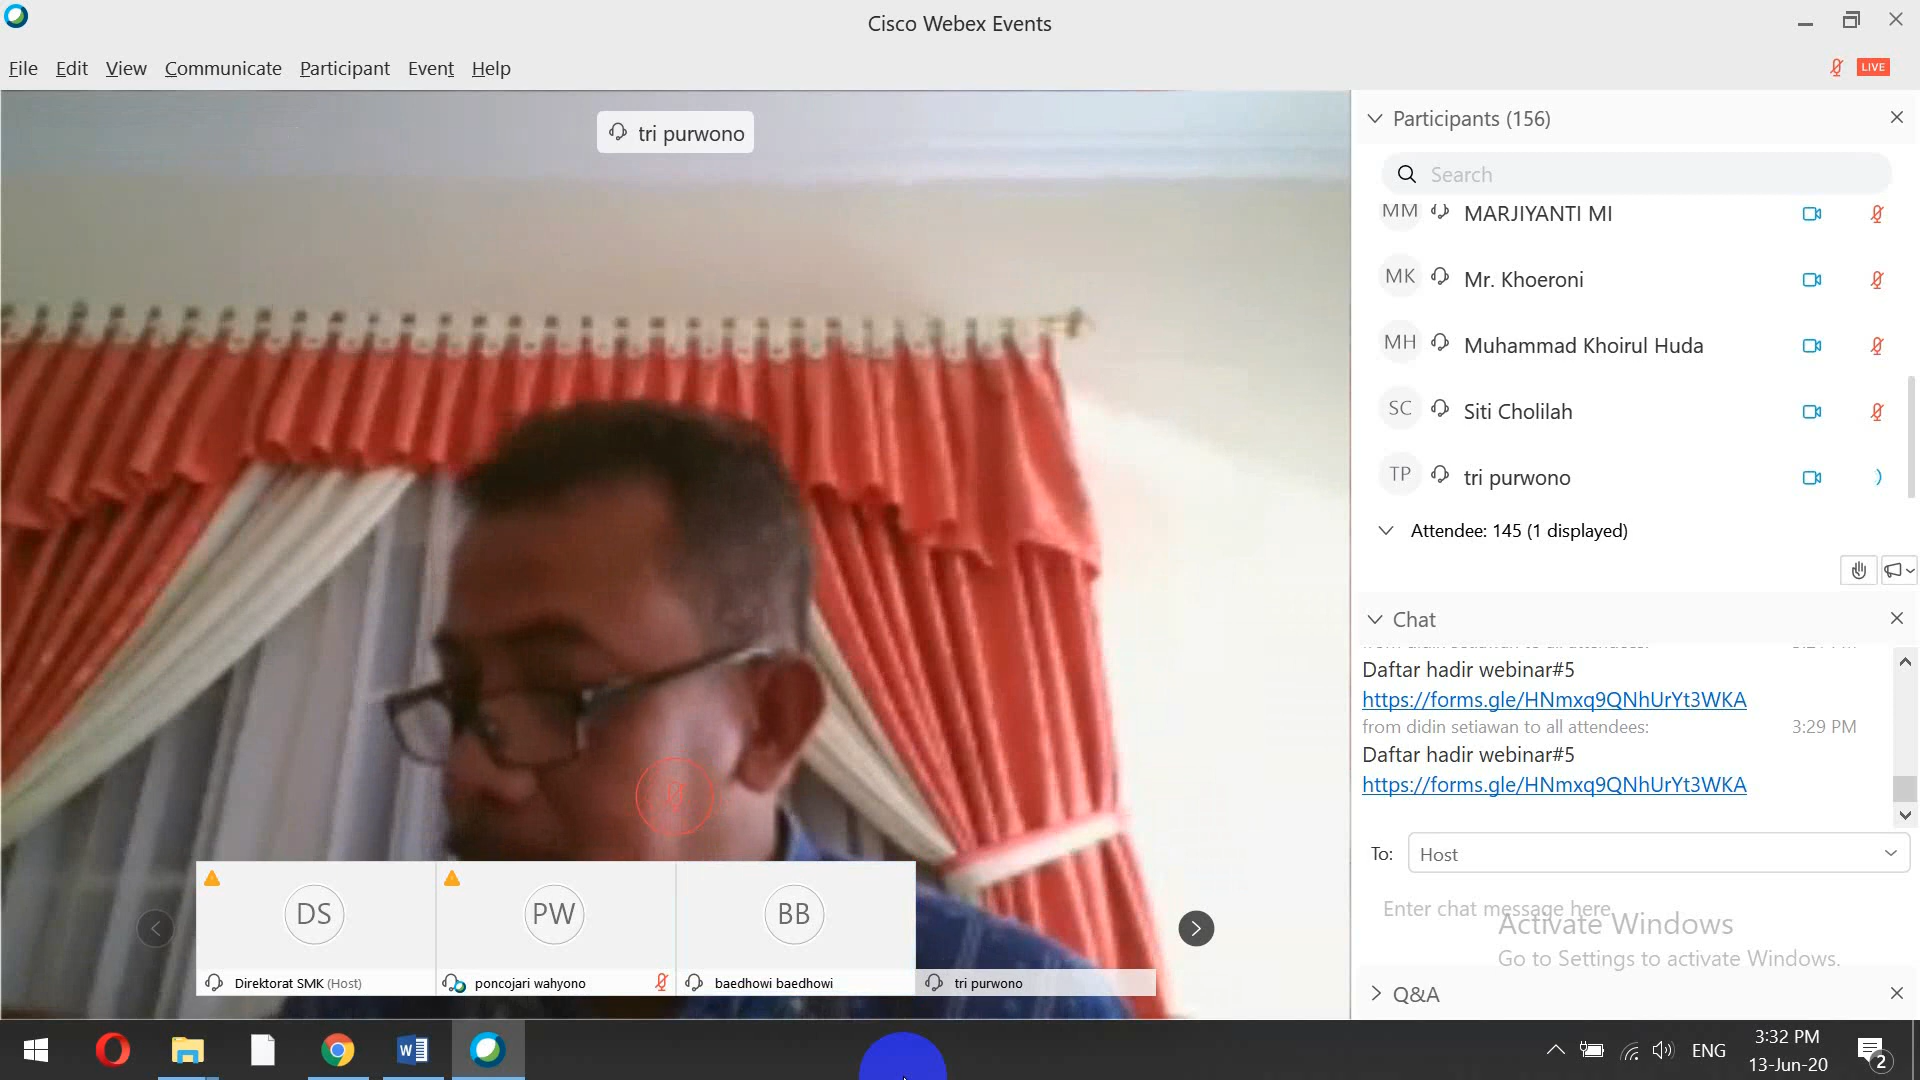 Cisco Webex Events
File Edit View Communicate Participant Event Help
LIVE
tri purwono
Participants (156)
Search
MM MARJIYANTI MI
MK Mr. Khoeroni
MH Muhammad Khoirul Huda
SC Siti Cholilah
TP tri purwono
Attendee: 145 (1 displayed)
Chat
Daftar hadir webinar#5
https://forms.gle/HNmxq9QNhUrYt3WKA
from didin setiawan to all attendees: 3:29 PM
Daftar hadir webinar#5
https://forms.gle/HNmxq9QNhUrYt3WKA
To: Host
Enter chat message here
Activate Windows
Go to Settings to activate Windows.
Q&A
DS PW BB
Direktorat SMK (Host) poncojari wahyono baedhowi baedhowi tri purwono
W ENG 3:32 PM
13-Jun-20 2